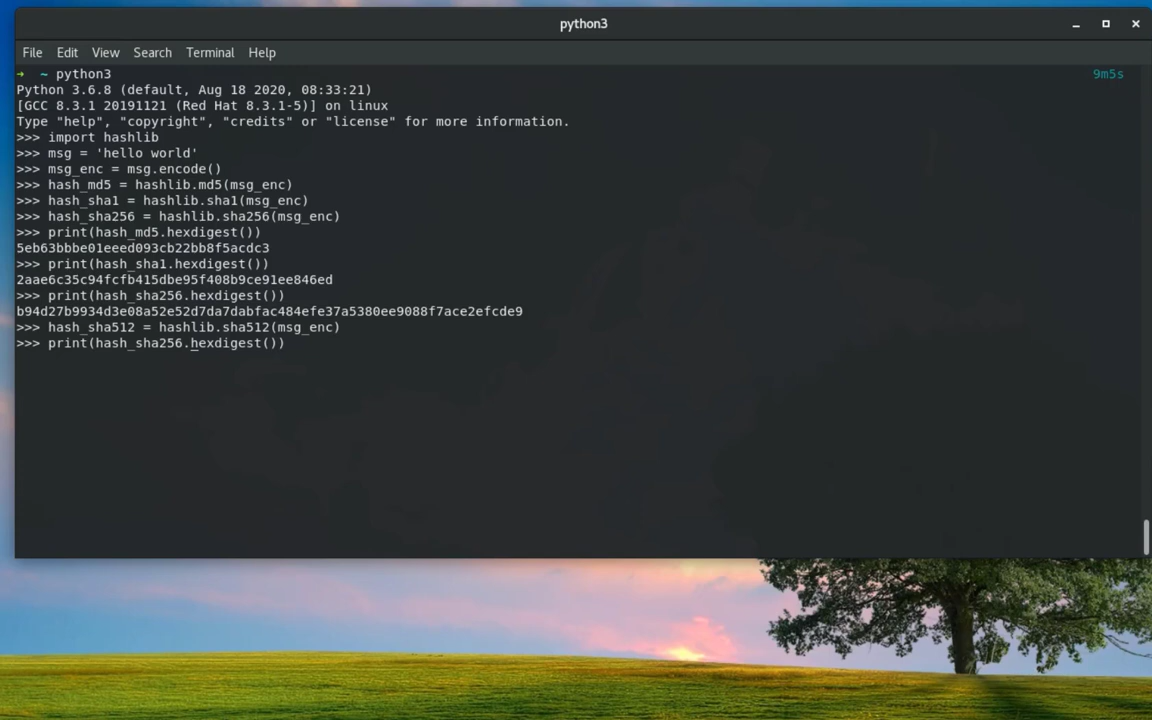 python3
File Edit View Search Terminal Help
→ ~ python3 9m5s
Python 3.6.8 (default, Aug 18 2020, 08:33:21)
[GCC 8.3.1 20191121 (Red Hat 8.3.1-5)] on linux
Type "help", "copyright", "credits" or "license" for more information.
>>> import hashlib
>>> msg = 'hello world'
>>> msg_enc = msg.encode()
>>> hash_md5 = hashlib.md5(msg_enc)
>>> hash_sha1 = hashlib.sha1(msg_enc)
>>> hash_sha256 = hashlib.sha256(msg_enc)
>>> print(hash_md5.hexdigest())
5eb63bbbe01eeed093cb22bb8f5acdc3
>>> print(hash_sha1.hexdigest())
2aae6c35c94fcfb415dbe95f408b9ce91ee846ed
>>> print(hash_sha256.hexdigest())
b94d27b9934d3e08a52e52d7da7dabfac484efe37a5380ee9088f7ace2efcde9
>>> hash_sha512 = hashlib.sha512(msg_enc)
>>> print(hash_sha256.hexdigest())